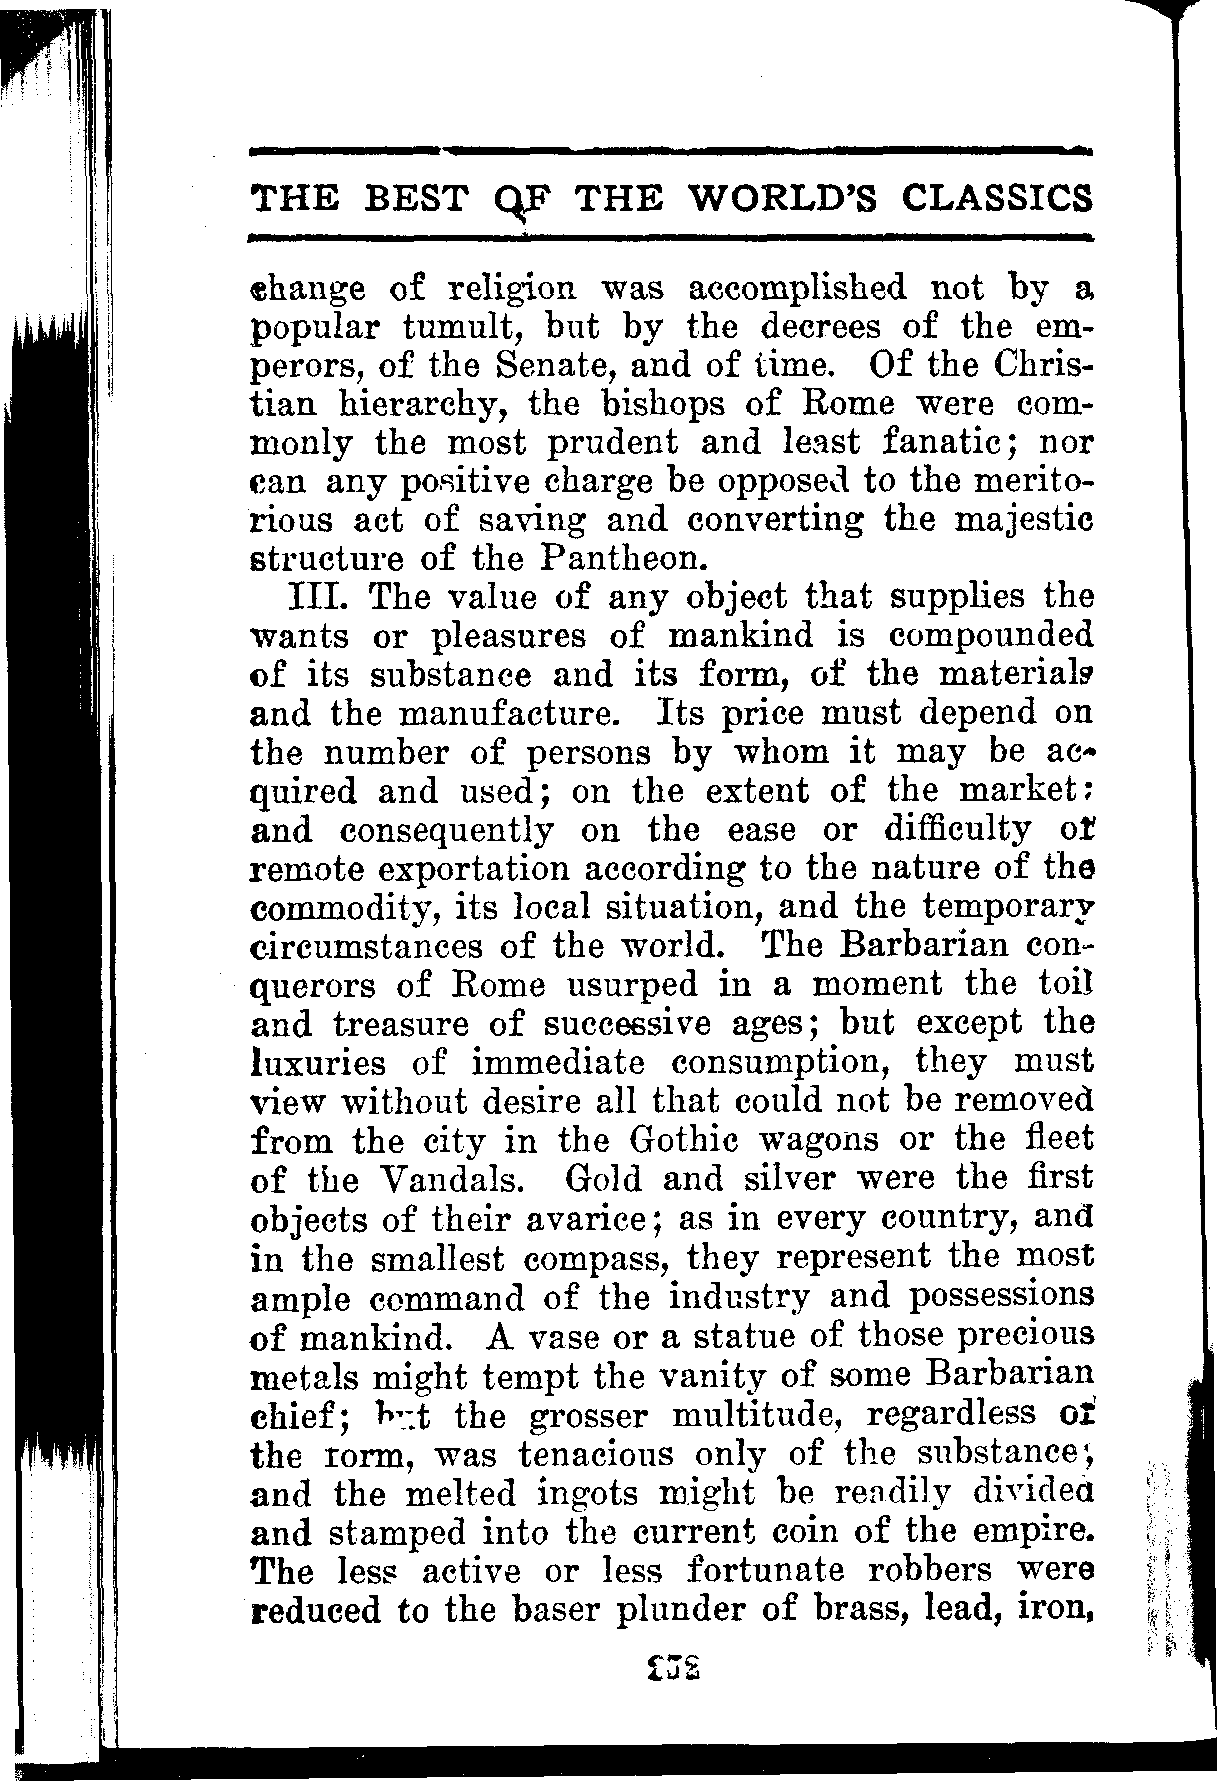 THE BEST OF THE WORLD'S CLASSICS
change of religion was accomplished not by a
popular tumult, but by the decrees of the em-
perors, of the Senate, and of time. Of the Chris-
tian hierarchy, the bishops of Rome were com-
monly the most prudent and least fanatic; nor
can any positive charge be opposed to the merito-
rious act of saving and converting the majestic
structure of the Pantheon.
III. The value of any object that supplies the
wants or pleasures of mankind is compounded
of its substance and its form, of the materials
and the manufacture. Its price must depend on
the number of persons by whom it may be ac-
quired and used; on the extent of the market;
and consequently on the ease or difficulty of
remote exportation according to the nature of the
commodity, its local situation, and the temporary
circumstances of the world. The Barbarian con-
querors of Rome usurped in a moment the toil
and treasure of successive ages; but except the
luxuries of immediate consumption, they must
view without desire all that could not be removed
from the city in the Gothic wagons or the fleet
of the Vandals. Gold and silver were the first
objects of their avarice; as in every country, and
in the smallest compass, they represent the most
ample command of the industry and possessions
of mankind. A vase or a statue of those precious
metals might tempt the vanity of some Barbarian
chief; but the grosser multitude, regardless of
the form, was tenacious only of the substance;
and the melted ingots might be readily divided
and stamped into the current coin of the empire.
The less active or less fortunate robbers were
reduced to the baser plunder of brass, lead, iron,